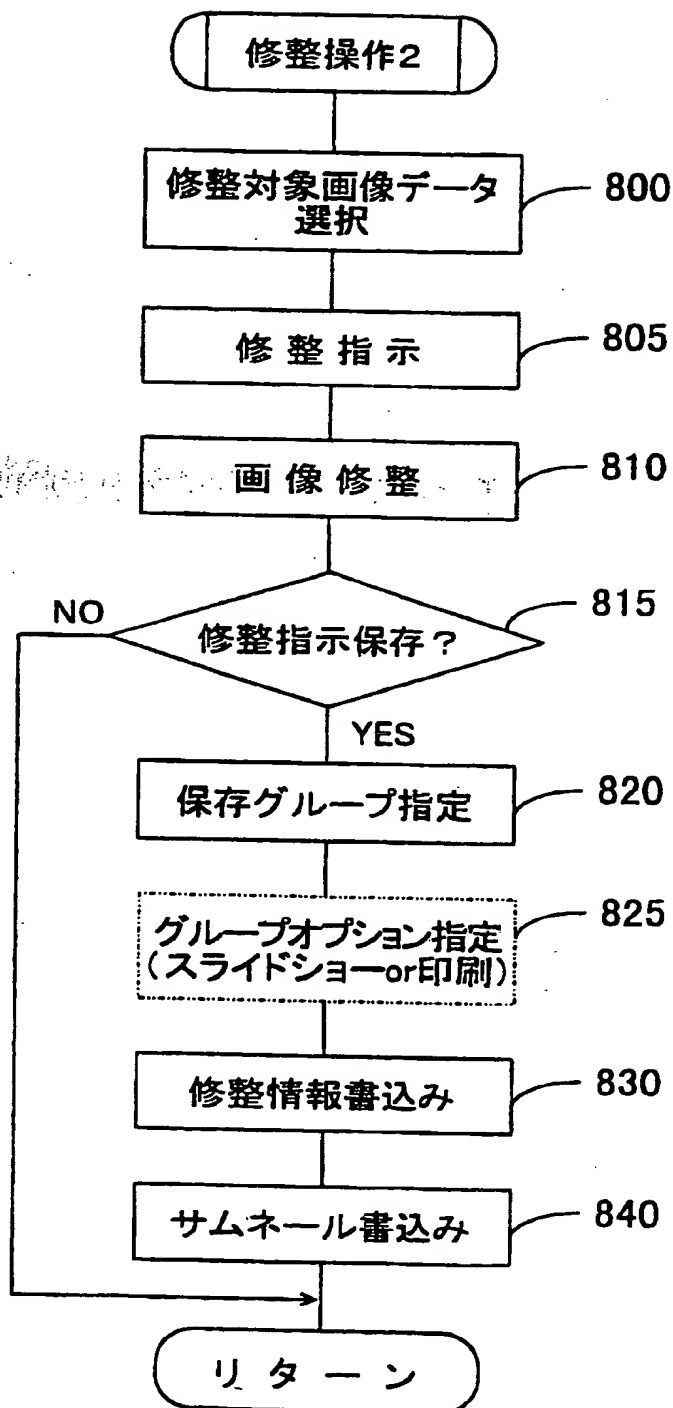 修整操作2
修整対象画像データ
選択
800
修整指示
805
画像修整
810
修整指示保存？
815
NO
YES
保存グループ指定
820
グループオプション指定
（スライドショーor印刷）
825
修整情報書込み
830
サムネール書込み
840
リターン